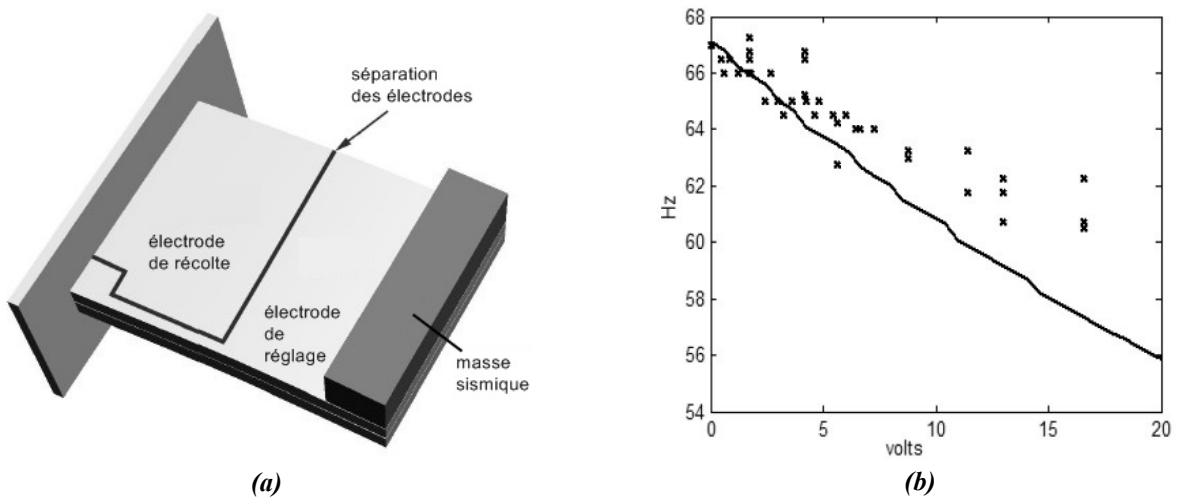 séparation
des électrodes
électrode
de récolte
électrode
de
réglage
masse
sismique
(a)
68
66
64
62
60
58
56
54
Hz
0
5
10
15
20
volts
(b)